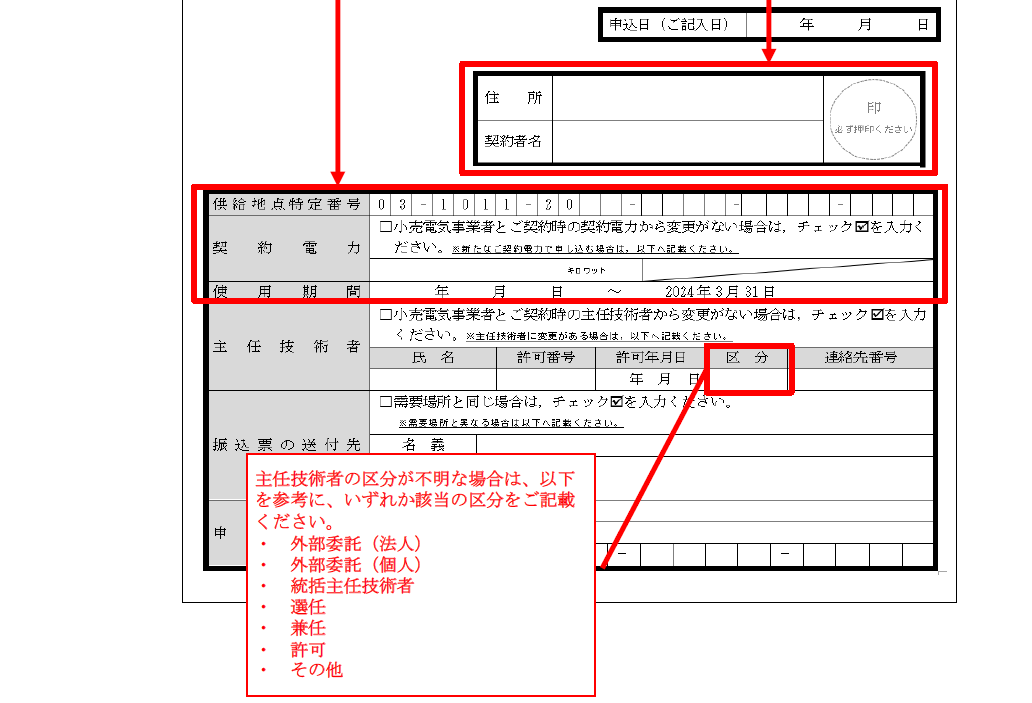 申込日（ご記入日） 年 月 日
住 所
契約者名
印
必ず押印ください
供給地点特定番号 03-1011-20 - - -
契約電力
□小売電気事業者とご契約時の契約電力から変更がない場合は，チェック☑を入力く
ださい。※新たなご契約電力で申し込む場合は，以下へ記載ください。
キロワット
使用期間 年 月 日 ～ 2024年3月31日
主任技術者
□小売電気事業者とご契約時の主任技術者から変更がない場合は，チェック☑を入力
ください。※主任技術者に変更がある場合は，以下へ記載ください。
氏 名 許可番号 許可年月日 区 分 連絡先番号
年 月 日
振込票の送付先
□需要場所と同じ場合は，チェック☑を入力ください。
※需要場所と異なる場合は以下へ記載ください。
名 義
申
- -
主任技術者の区分が不明な場合は、以下
を参考に、いずれか該当の区分をご記載
ください。
・ 外部委託（法人）
・ 外部委託（個人）
・ 統括主任技術者
・ 選任
・ 兼任
・ 許可
・ その他